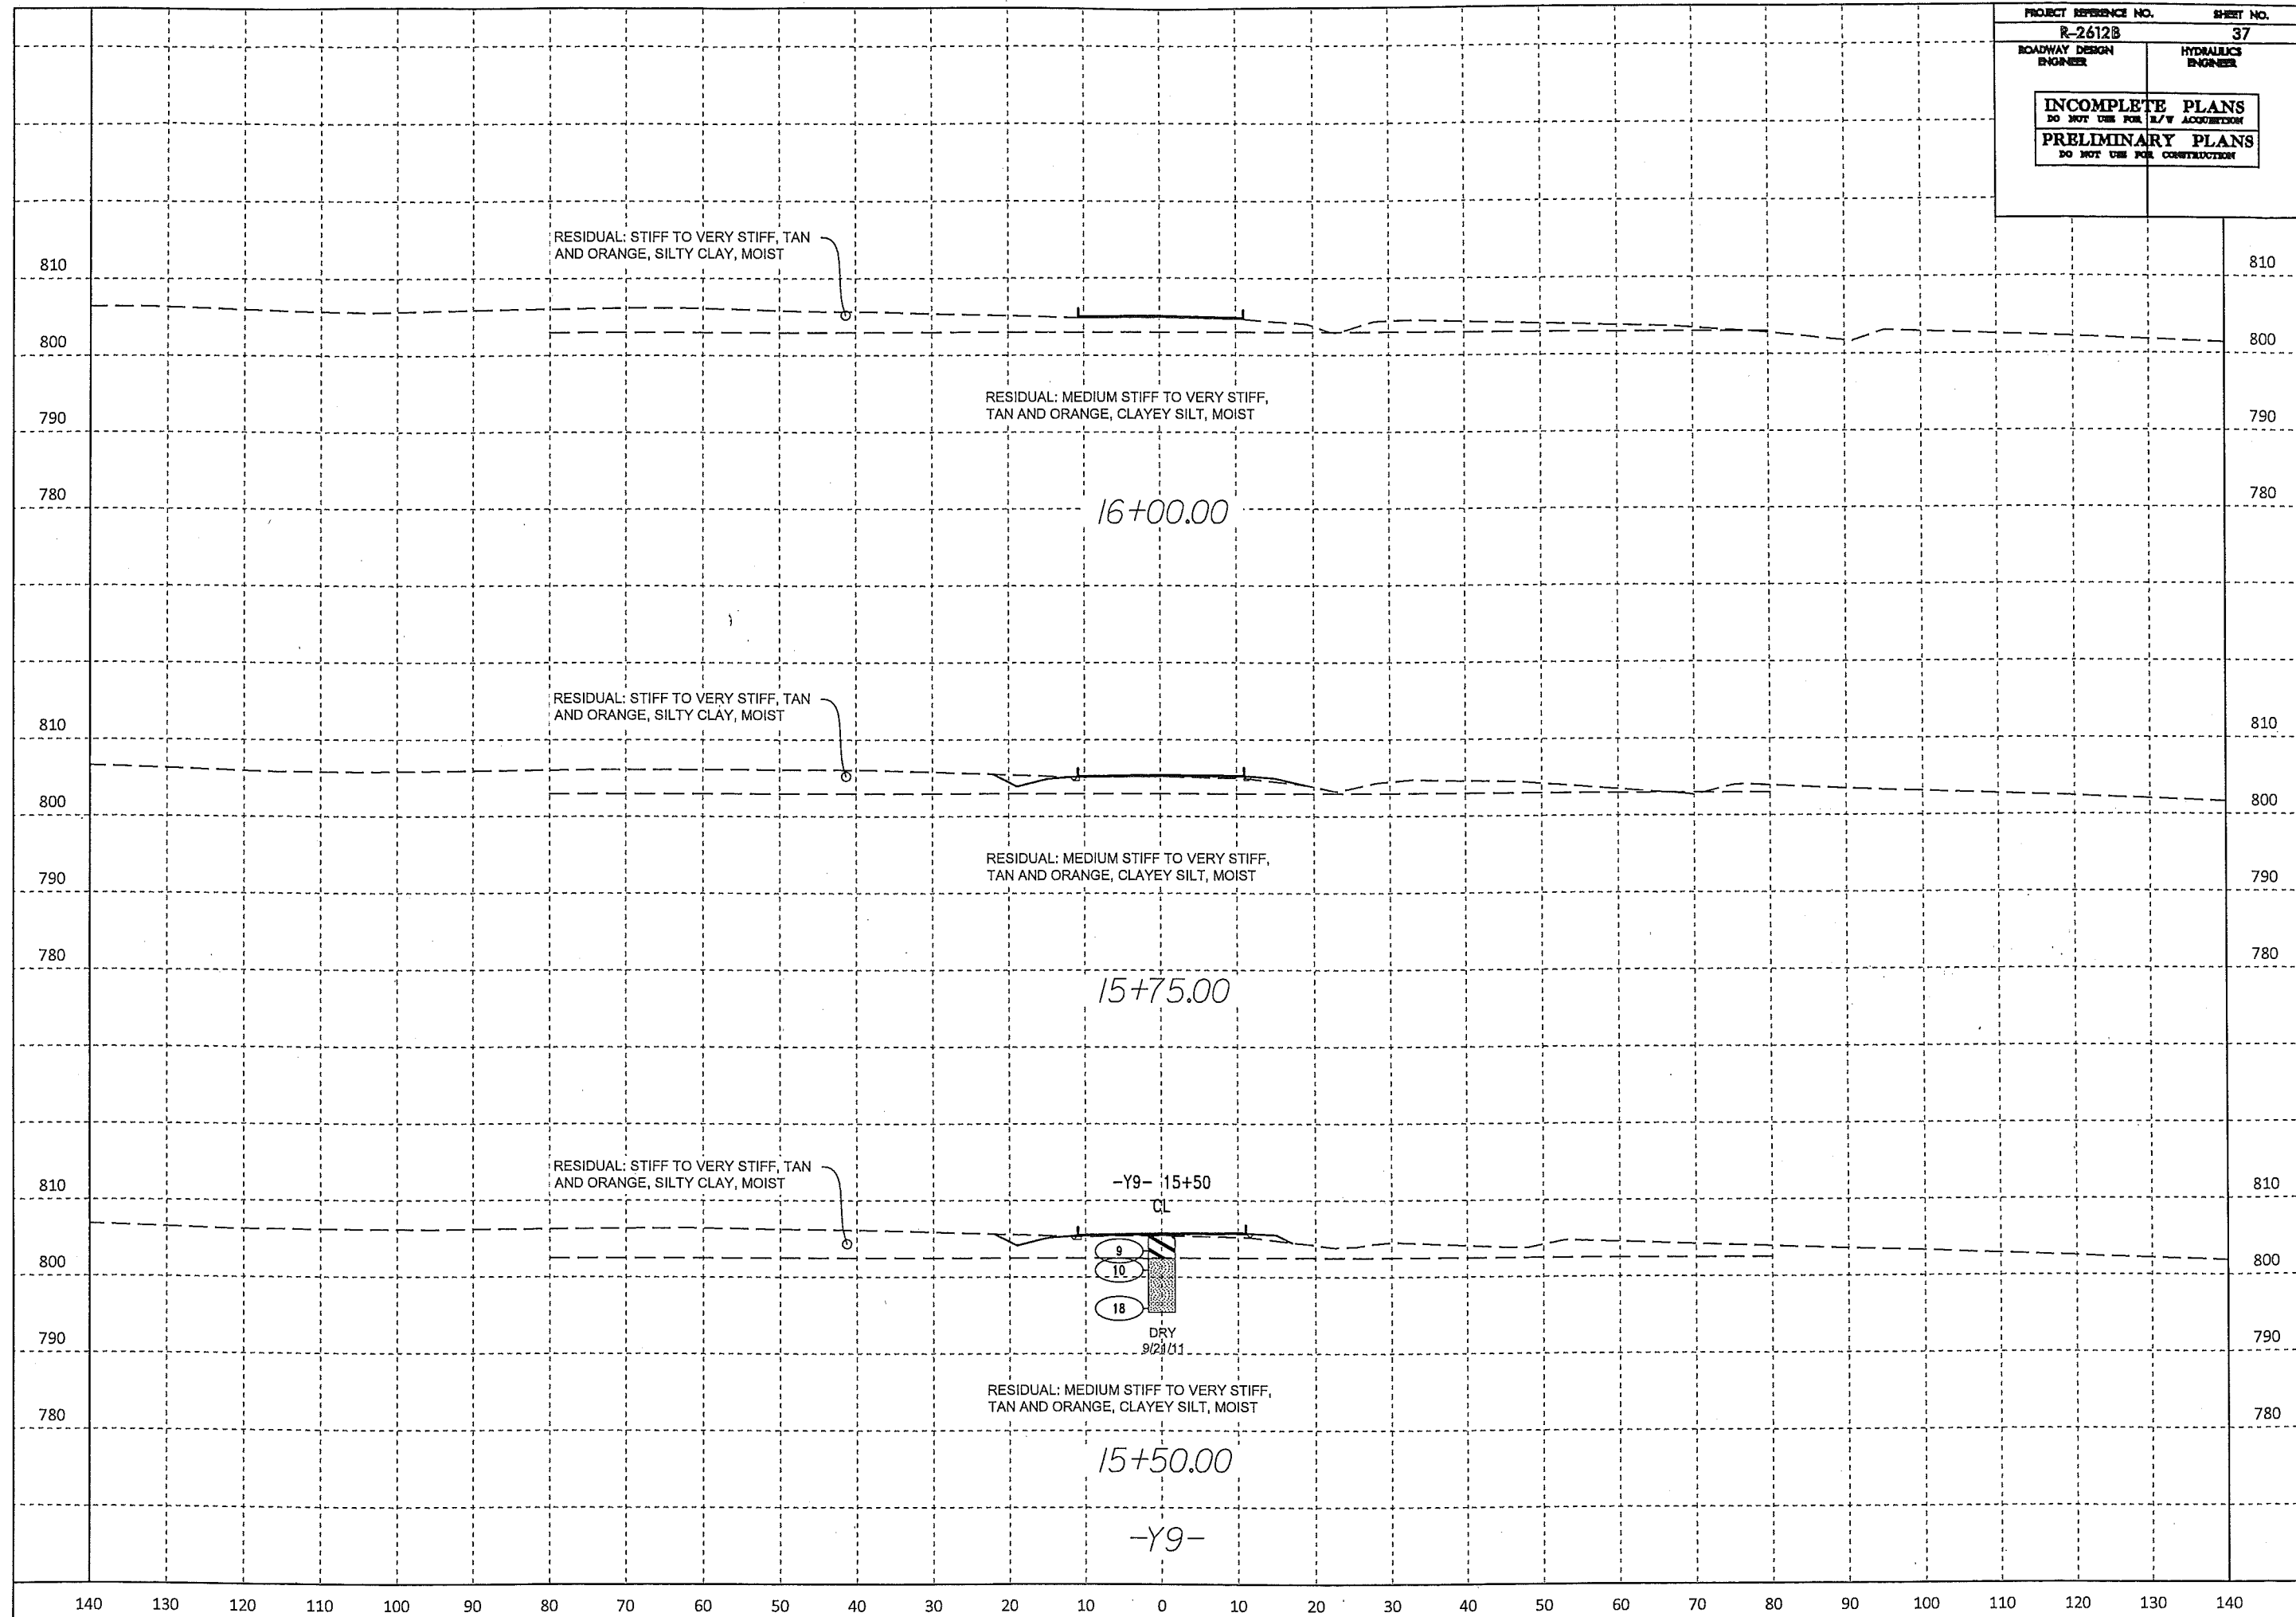 PROJECT REFERENCE NO. SHEET NO.
R-2612B 37
ROADWAY DESIGN ENGINEER HYDRAULICS ENGINEER
INCOMPLETE PLANS
DO NOT USE FOR R/W ACQUISITION
PRELIMINARY PLANS
DO NOT USE FOR CONSTRUCTION
RESIDUAL: STIFF TO VERY STIFF, TAN
AND ORANGE, SILTY CLAY, MOIST
810 810
800 800
RESIDUAL: MEDIUM STIFF TO VERY STIFF,
TAN AND ORANGE, CLAYEY SILT, MOIST
790 790
780 780
16+00.00
RESIDUAL: STIFF TO VERY STIFF, TAN
AND ORANGE, SILTY CLAY, MOIST
810 810
800 800
RESIDUAL: MEDIUM STIFF TO VERY STIFF,
TAN AND ORANGE, CLAYEY SILT, MOIST
790 790
780 780
15+75.00
RESIDUAL: STIFF TO VERY STIFF, TAN
AND ORANGE, SILTY CLAY, MOIST
-Y9- 15+50
CL
810 810
9
800 10 800
18
790 DRY 790
9/21/11
RESIDUAL: MEDIUM STIFF TO VERY STIFF,
TAN AND ORANGE, CLAYEY SILT, MOIST
780 780
15+50.00
-Y9-
140 130 120 110 100 90 80 70 60 50 40 30 20 10 0 10 20 30 40 50 60 70 80 90 100 110 120 130 140